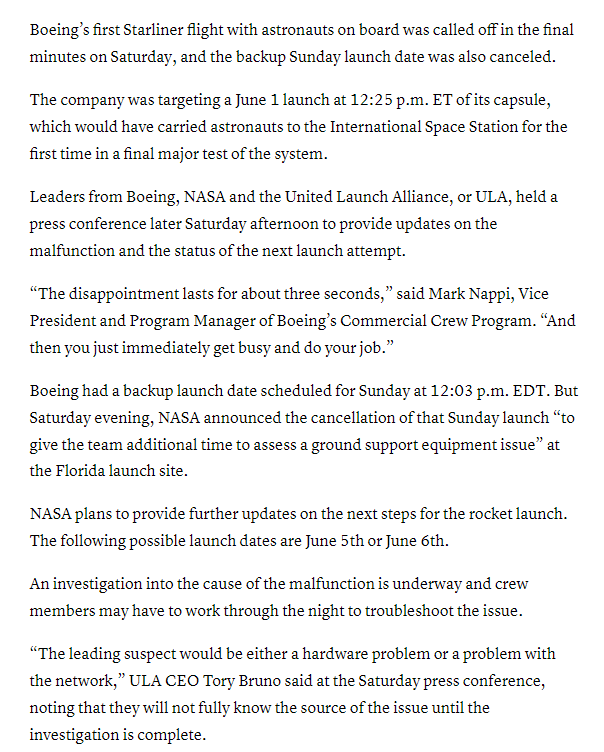 Boeing’s first Starliner flight with astronauts on board was called off in the final
minutes on Saturday, and the backup Sunday launch date was also canceled.
The company was targeting a June 1 launch at 12:25 p.m. ET of its capsule,
which would have carried astronauts to the International Space Station for the
first time in a final major test of the system.
Leaders from Boeing, NASA and the United Launch Alliance, or ULA, held a
press conference later Saturday afternoon to provide updates on the
malfunction and the status of the next launch attempt.
“The disappointment lasts for about three seconds,” said Mark Nappi, Vice
President and Program Manager of Boeing’s Commercial Crew Program. “And
then you just immediately get busy and do your job.”
Boeing had a backup launch date scheduled for Sunday at 12:03 p.m. EDT. But
Saturday evening, NASA announced the cancellation of that Sunday launch “to
give the team additional time to assess a ground support equipment issue” at
the Florida launch site.
NASA plans to provide further updates on the next steps for the rocket launch.
The following possible launch dates are June 5th or June 6th.
An investigation into the cause of the malfunction is underway and crew
members may have to work through the night to troubleshoot the issue.
“The leading suspect would be either a hardware problem or a problem with
the network,” ULA CEO Tory Bruno said at the Saturday press conference,
noting that they will not fully know the source of the issue until the
investigation is complete.